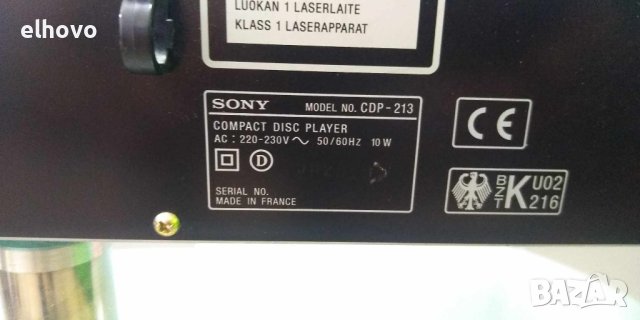 elhovo
LUOKAN 1 LASERLAITE
KLASS 1 LASERAPPARAT
SONY MODEL NO. CDP-213
COMPACT DISC PLAYER
AC : 220-230V ~ 50/60HZ 10 W
D
SERIAL NO.
MADE IN FRANCE
CE
BZT K U02 216
BAZAR